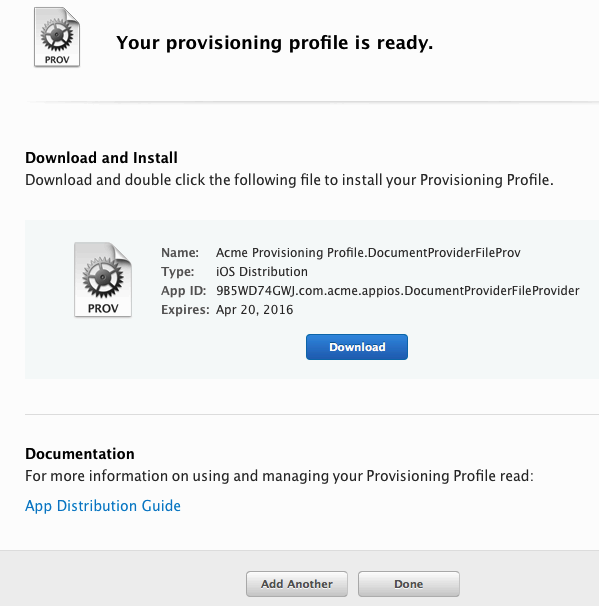 PROV
Your provisioning profile is ready.
Download and Install
Download and double click the following file to install your Provisioning Profile.
PROV
Name: Acme Provisioning Profile.DocumentProviderFileProv
Type: iOS Distribution
App ID: 9B5WD74GWJ.com.acme.appios.DocumentProviderFileProvider
Expires: Apr 20, 2016
Download
Documentation
For more information on using and managing your Provisioning Profile read:
App Distribution Guide
Add Another Done